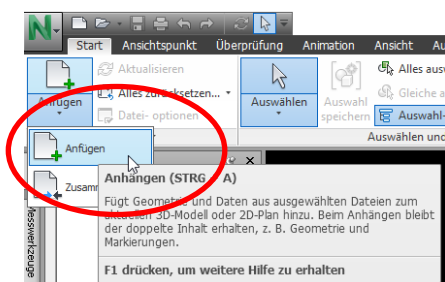 Start Ansichtspunkt Überprüfung Animation Ansicht
Aktualisieren
Alles zurücksetzen...
Datei- optionen
Anfügen
Auswählen
Auswahl
speichern
Alles
Gleiche
Auswahl-
Auswählen und
Anfügen
Anhängen (STRG A)
Fügt Geometrie und Daten aus ausgewählten Dateien zum
aktuellen 3D-Modell oder 2D-Plan hinzu. Beim Anhängen bleibt
der doppelte Inhalt erhalten, z. B. Geometrie und
Markierungen.
F1 drücken, um weitere Hilfe zu erhalten
Messwerkzeuge